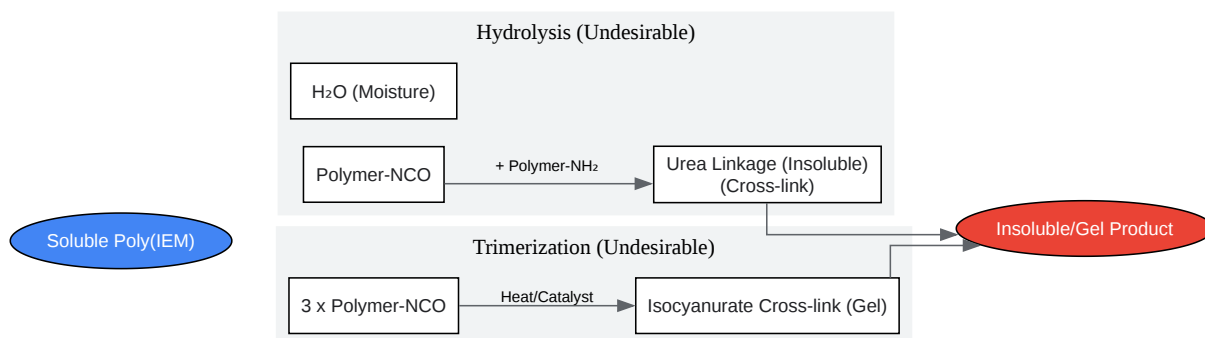 Hydrolysis (Undesirable)
H₂O (Moisture)
Polymer-NCO
+ Polymer-NH₂
Urea Linkage (Insoluble)
(Cross-link)
Soluble Poly(IEM)
Insoluble/Gel Product
Trimerization (Undesirable)
3 x Polymer-NCO
Heat/Catalyst
Isocyanurate Cross-link (Gel)